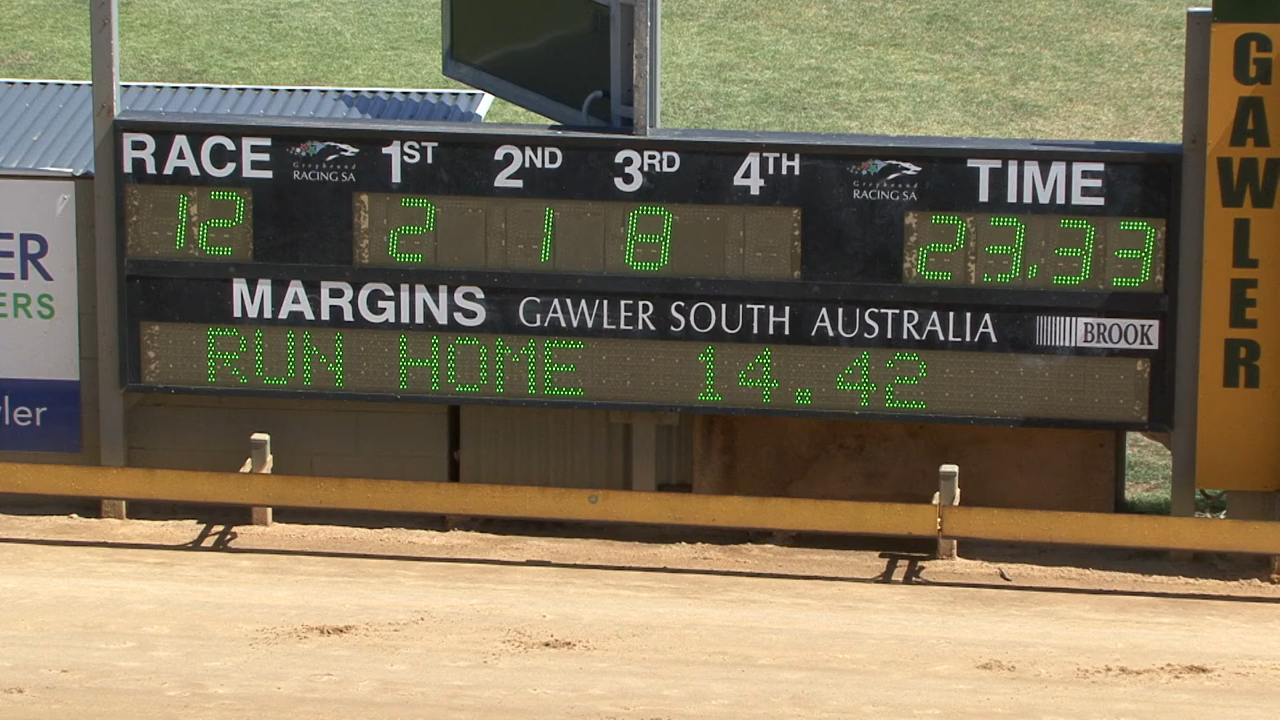 RACE Greyhound RACING SA 1ST 2ND 3RD 4TH Greyhound RACING SA TIME
12 2 1 8 23.33
MARGINS GAWLER SOUTH AUSTRALIA BROOK
RUN HOME 14.42
ER
ERS
ler
GAWLER